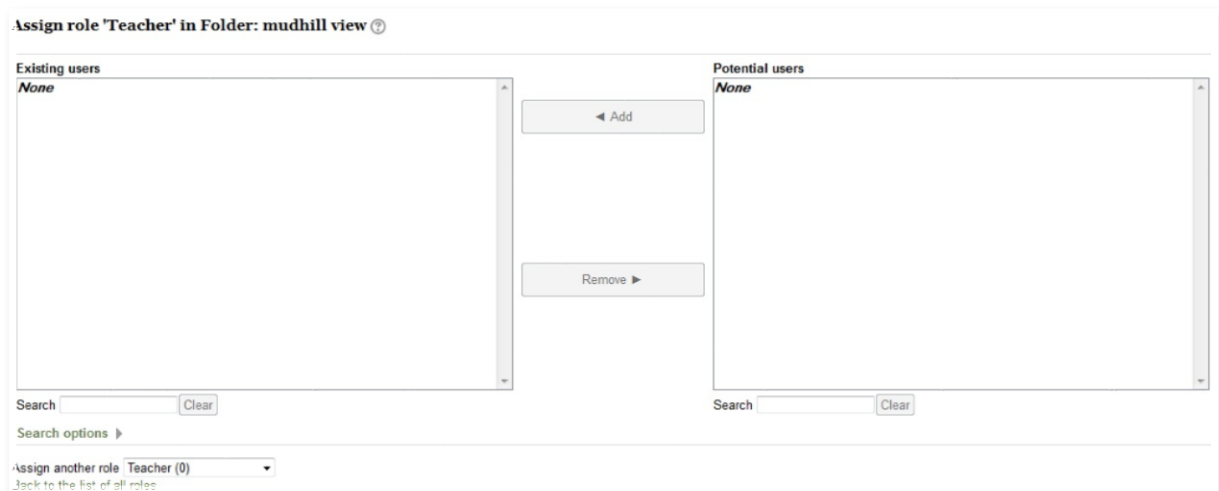 Assign role 'Teacher' in Folder: mudhill view ?
Existing users
None
◄ Add
Remove ►
Search Clear
Search options ▶
Potential users
None
Search Clear
Assign another role Teacher (0)
Back to the list of all roles